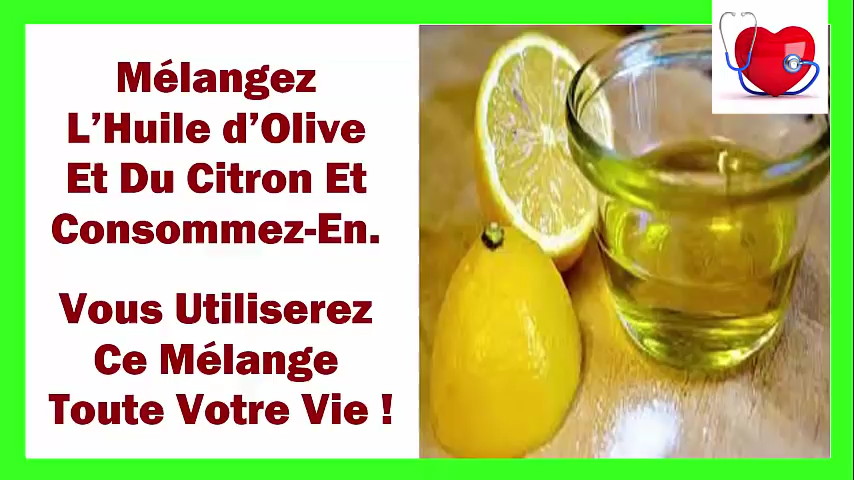 Mélangez
L’Huile d’Olive
Et Du Citron Et
Consommez-En.
Vous Utiliserez
Ce Mélange
Toute Votre Vie !